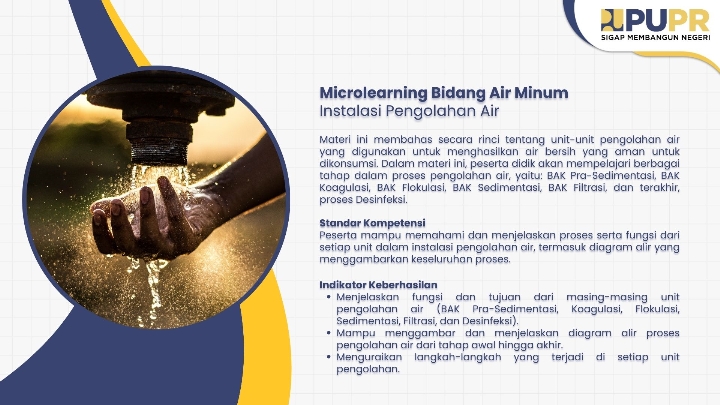 PUPR
SIGAP MEMBANGUN NEGERI
Microlearning Bidang Air Minum
Instalasi Pengolahan Air
Materi ini membahas secara rinci tentang unit-unit pengolahan air
yang digunakan untuk menghasilkan air bersih yang aman untuk
dikonsumsi. Dalam materi ini, peserta didik akan mempelajari berbagai
tahap dalam proses pengolahan air, yaitu: BAK Pra-Sedimentasi, BAK
Koagulasi, BAK Flokulasi, BAK Sedimentasi, BAK Filtrasi, dan terakhir,
proses Desinfeksi.
Standar Kompetensi
Peserta mampu memahami dan menjelaskan proses serta fungsi dari
setiap unit dalam instalasi pengolahan air, termasuk diagram alir yang
menggambarkan keseluruhan proses.
Indikator Keberhasilan
• Menjelaskan fungsi dan tujuan dari masing-masing unit
pengolahan air (BAK Pra-Sedimentasi, Koagulasi, Flokulasi,
Sedimentasi, Filtrasi, dan Desinfeksi).
• Mampu menggambar dan menjelaskan diagram alir proses
pengolahan air dari tahap awal hingga akhir.
• Menguraikan langkah-langkah yang terjadi di setiap unit
pengolahan.